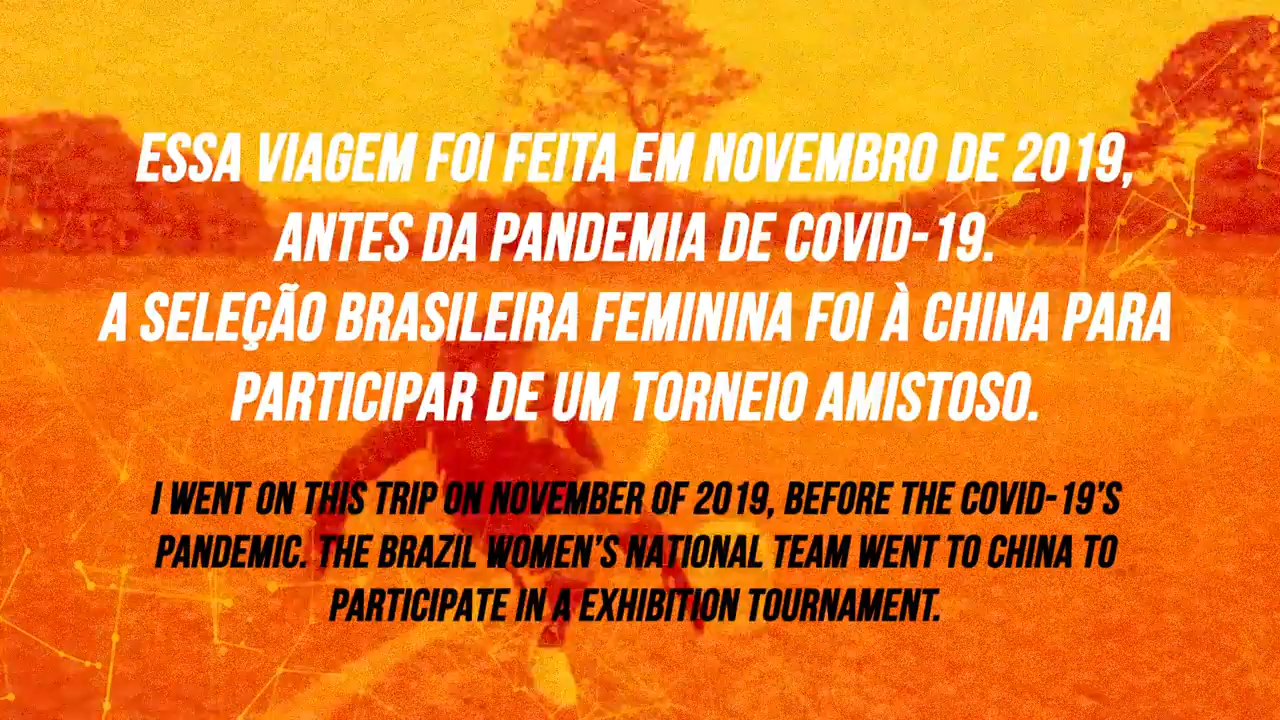 ESSA VIAGEM FOI FEITA EM NOVEMBRO DE 2019,
ANTES DA PANDEMIA DE COVID-19.
A SELEÇÃO BRASILEIRA FEMININA FOI À CHINA PARA
PARTICIPAR DE UM TORNEIO AMISTOSO.
I WENT ON THIS TRIP ON NOVEMBER OF 2019, BEFORE THE COVID-19'S
PANDEMIC. THE BRAZIL WOMEN'S NATIONAL TEAM WENT TO CHINA TO
PARTICIPATE IN A EXHIBITION TOURNAMENT.